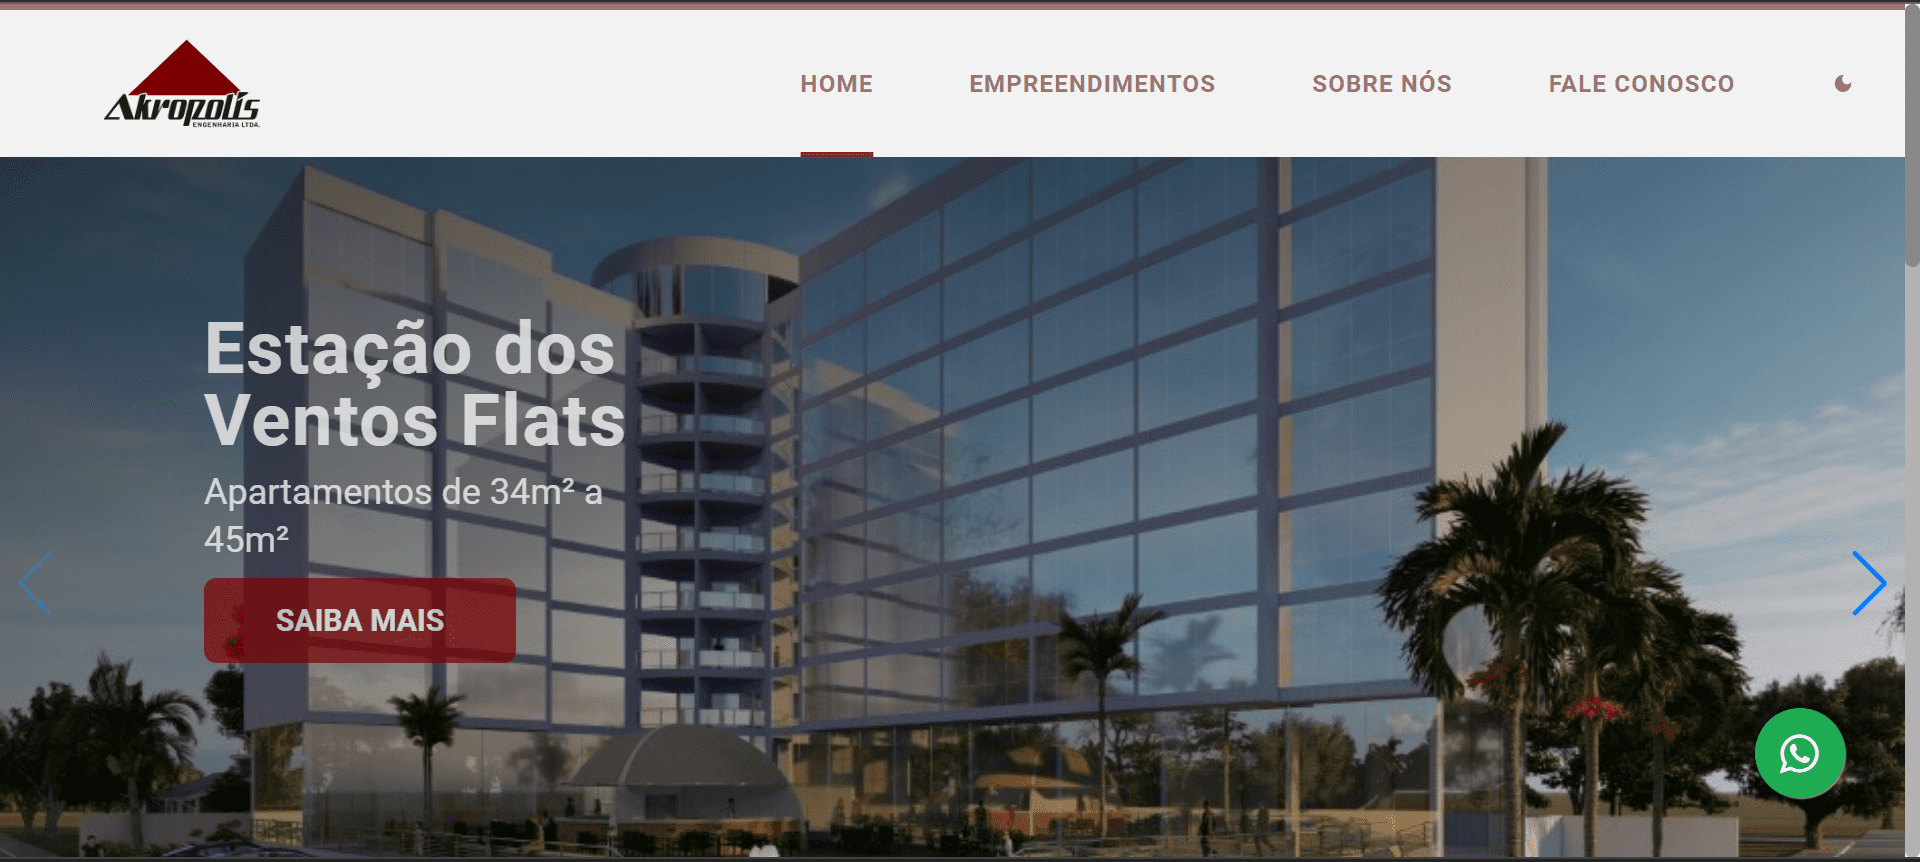 Akropolis
ENGENHARIA LTDA.
HOME
EMPREENDIMENTOS
SOBRE NÓS
FALE CONOSCO
Estação dos
Ventos Flats
Apartamentos de 34m² a
45m²
SAIBA MAIS